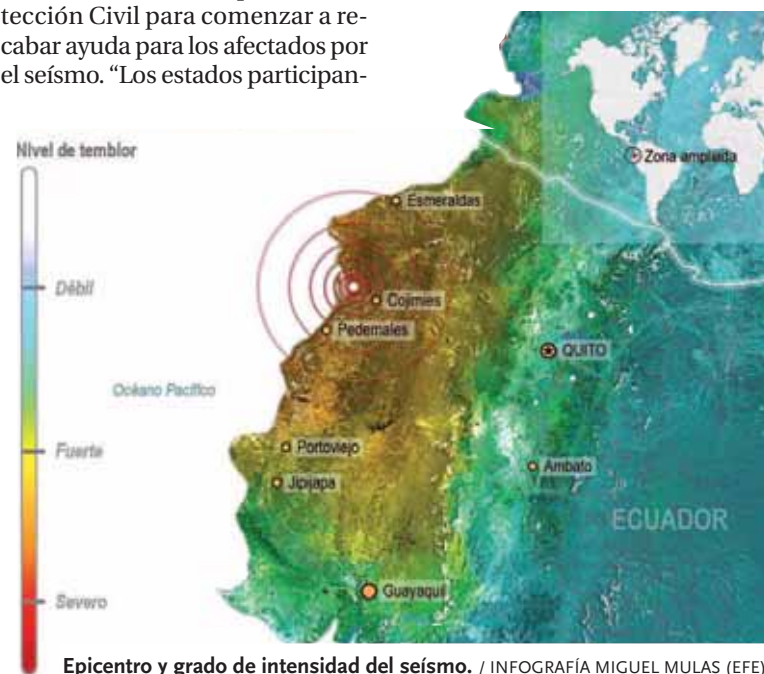 tección Civil para comenzar a re-
cabar ayuda para los afectados por
el seísmo. “Los estados participan-
Nivel de temblor
Débil
Fuerte
Severo
Zona ampliada
Esmeraldas
Cojimies
Pedernales
QUITO
Océano Pacífico
Portoviejo
Jipijapa
Ambato
ECUADOR
Guayaquil
Epicentro y grado de intensidad del seísmo. / INFOGRAFÍA MIGUEL MULAS (EFE)